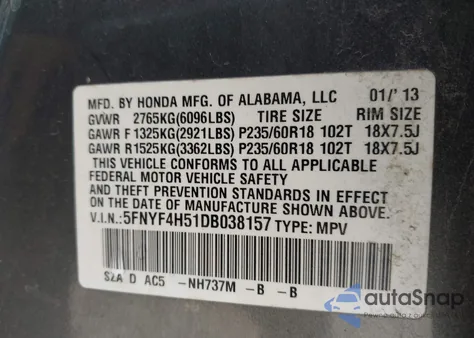 MFD. BY HONDA MFG. OF ALABAMA, LLC 01/'13
GVWR 2765KG(6096LBS) TIRE SIZE RIM SIZE
GAWR F 1325KG(2921LBS) P235/60R18 102T 18X7.5J
GAWR R 1525KG(3362LBS) P235/60R18 102T 18X7.5J
THIS VEHICLE CONFORMS TO ALL APPLICABLE
FEDERAL MOTOR VEHICLE SAFETY
AND THEFT PREVENTION STANDARDS IN EFFECT
ON THE DATE OF MANUFACTURE SHOWN ABOVE.
V.I.N.: 5FNYF4H51DB038157 TYPE: MPV
SZA D AC5 -NH737M -B -B
autoSnap